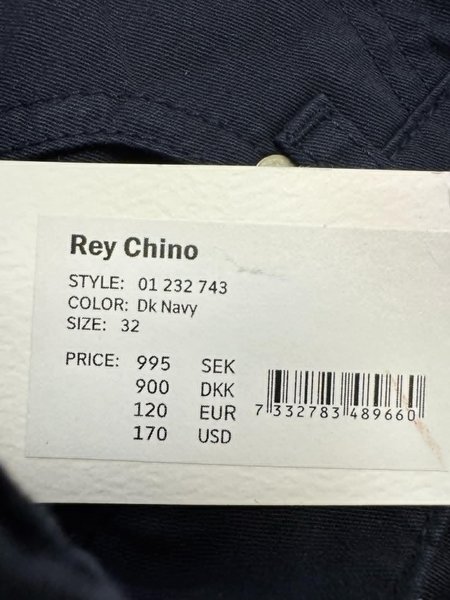 Rey Chino
STYLE: 01 232 743
COLOR: Dk Navy
SIZE: 32
PRICE: 995 SEK
900 DKK
120 EUR
170 USD
7 332783 489660